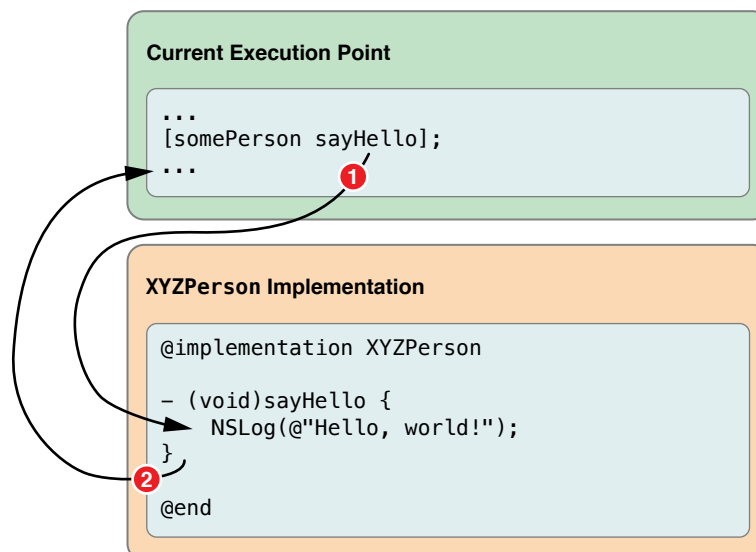 Current Execution Point
...
[somePerson sayHello];
...
1
XYZPerson Implementation
@implementation XYZPerson
– (void)sayHello {
NSLog(@"Hello, world!");
}
2
@end